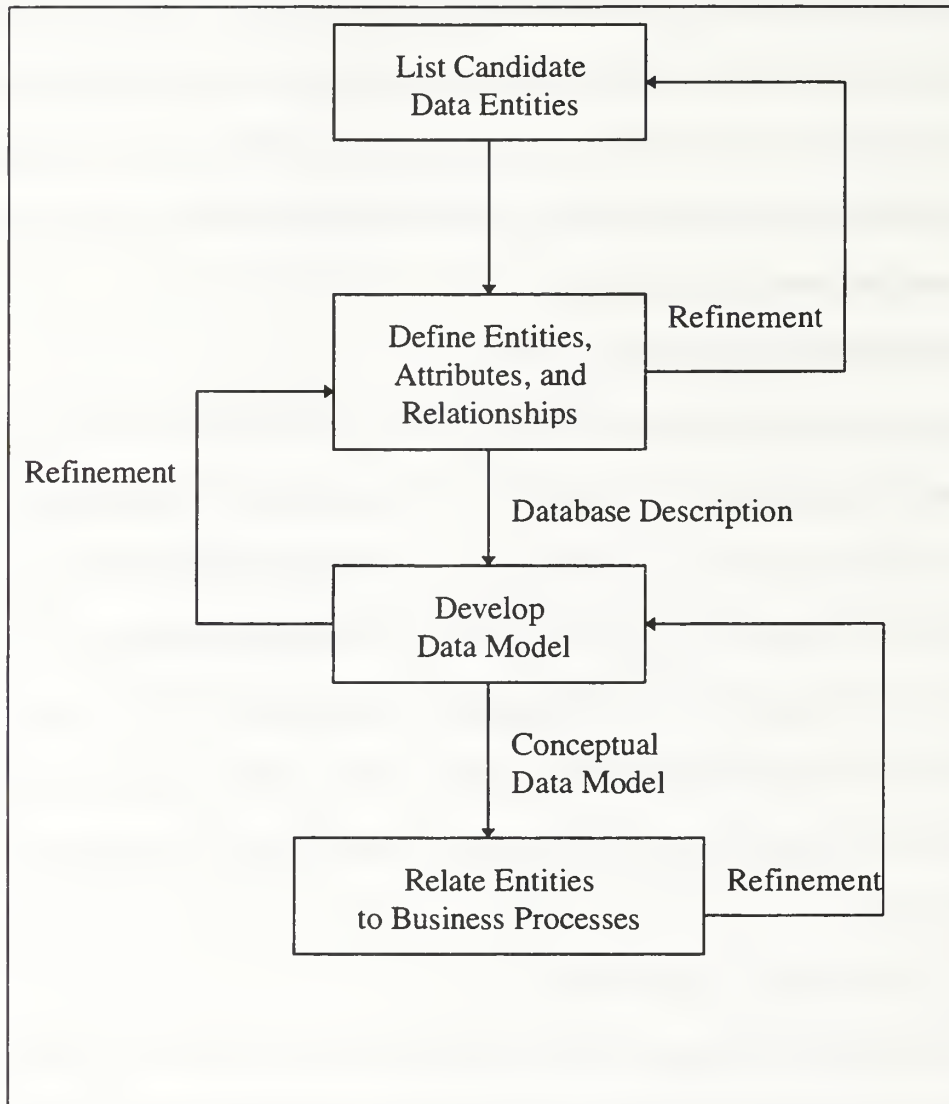 List Candidate
Data Entities
Refinement
Define Entities,
Attributes, and
Relationships
Refinement
Database Description
Develop
Data Model
Conceptual
Data Model
Relate Entities
to Business Processes
Refinement